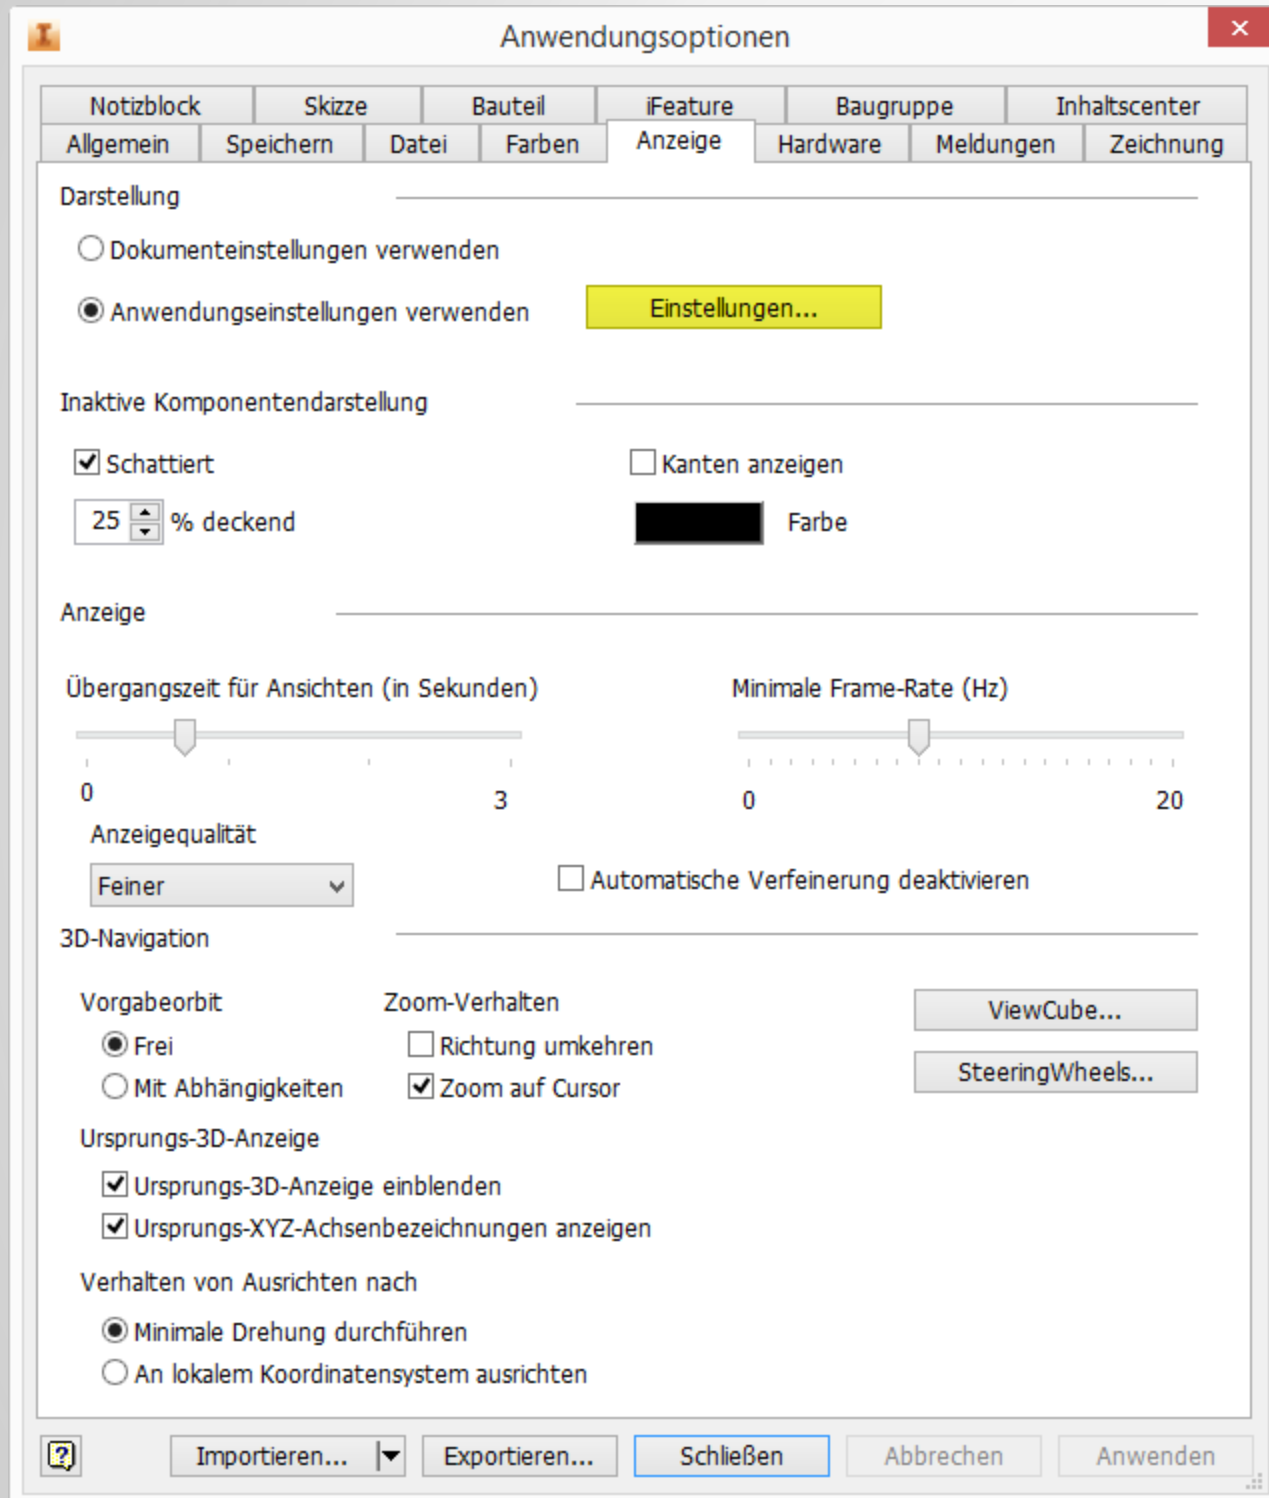 Anwendungsoptionen
Notizblock Skizze Bauteil iFeature Baugruppe Inhaltscenter
Allgemein Speichern Datei Farben Anzeige Hardware Meldungen Zeichnung
Darstellung
Dokumenteinstellungen verwenden
Anwendungseinstellungen verwenden Einstellungen...
Inaktive Komponentendarstellung
Schattiert Kanten anzeigen
25 % deckend Farbe
Anzeige
Übergangszeit für Ansichten (in Sekunden) Minimale Frame-Rate (Hz)
0 3 0 20
Anzeigequalität
Feiner Automatische Verfeinerung deaktivieren
3D-Navigation
Vorgabeorbit Zoom-Verhalten ViewCube...
Frei Richtung umkehren
Mit Abhängigkeiten Zoom auf Cursor SteeringWheels...
Ursprungs-3D-Anzeige
Ursprungs-3D-Anzeige einblenden
Ursprungs-XYZ-Achsenbezeichnungen anzeigen
Verhalten von Ausrichten nach
Minimale Drehung durchführen
An lokalem Koordinatensystem ausrichten
? Importieren... Exportieren... Schließen Abbrechen Anwenden